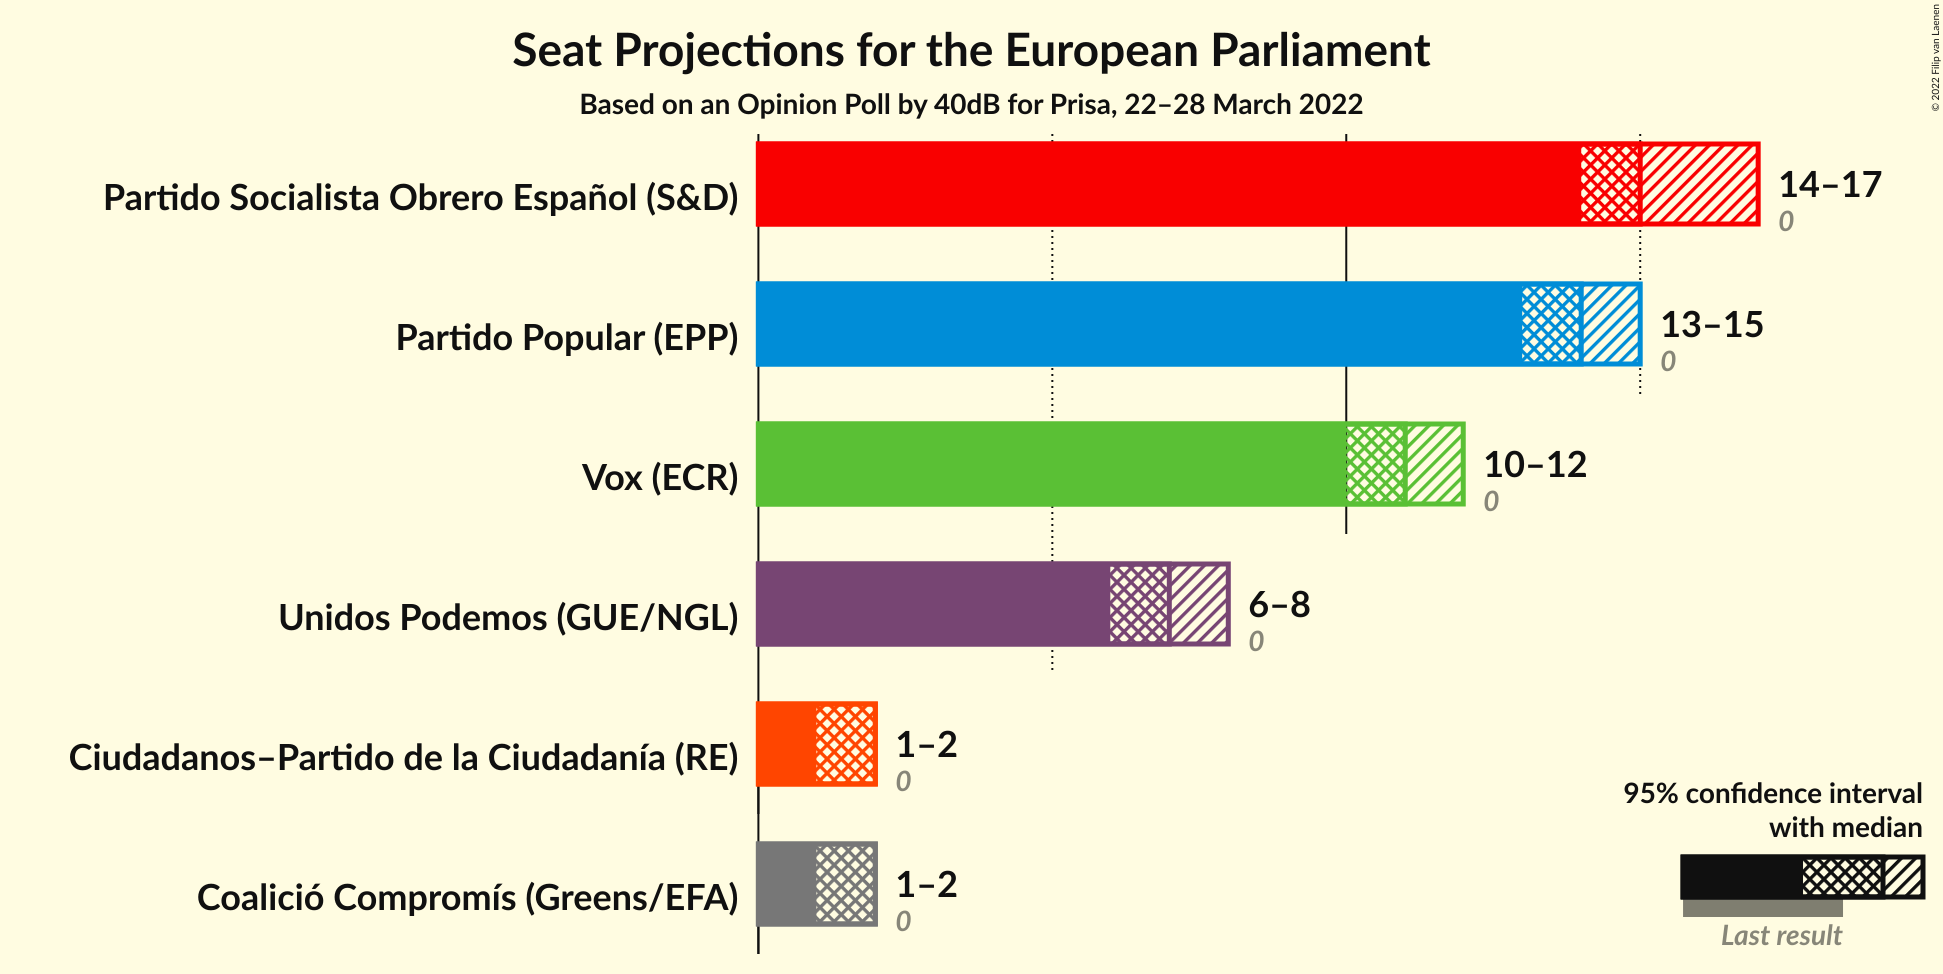 Seat Projections for the European Parliament
Based on an Opinion Poll by 40dB for Prisa, 22–28 March 2022
© 2022 Filip van Laenen
Partido Socialista Obrero Español (S&D)
14–17
0
Partido Popular (EPP)
13–15
0
Vox (ECR)
10–12
0
Unidos Podemos (GUE/NGL)
6–8
0
Ciudadanos–Partido de la Ciudadanía (RE)
1–2
0
Coalició Compromís (Greens/EFA)
1–2
0
95% confidence interval
with median
Last result